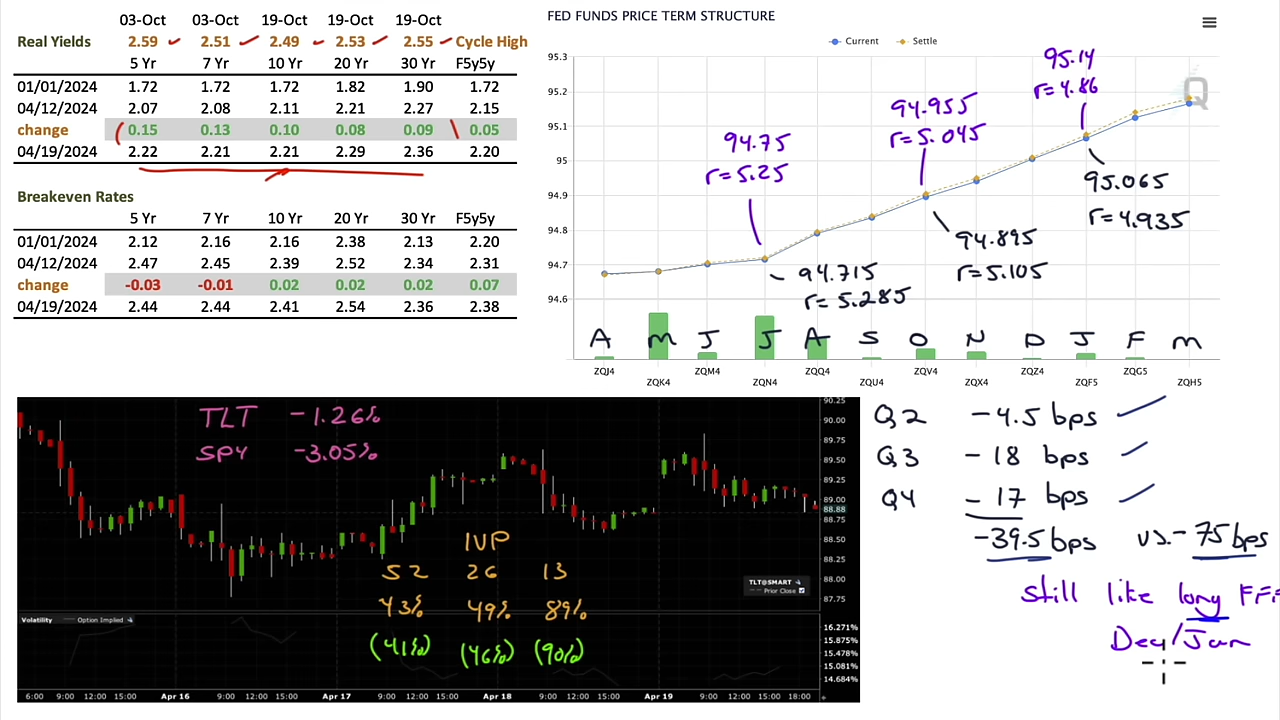 03-Oct 03-Oct 19-Oct 19-Oct 19-Oct
Real Yields 2.59 2.51 2.49 2.53 2.55 Cycle High
5 Yr 7 Yr 10 Yr 20 Yr 30 Yr F5y5y
01/01/2024 1.72 1.72 1.72 1.82 1.90 1.72
04/12/2024 2.07 2.08 2.11 2.21 2.27 2.15
change 0.15 0.13 0.10 0.08 0.09 0.05
04/19/2024 2.22 2.21 2.21 2.29 2.36 2.20
Breakeven Rates
5 Yr 7 Yr 10 Yr 20 Yr 30 Yr F5y5y
01/01/2024 2.12 2.16 2.16 2.38 2.13 2.20
04/12/2024 2.47 2.45 2.39 2.52 2.34 2.31
change -0.03 -0.01 0.02 0.02 0.02 0.07
04/19/2024 2.44 2.44 2.41 2.54 2.36 2.38
FED FUNDS PRICE TERM STRUCTURE
Current Settle
95.3
95.2
95.1
95
94.9
94.8
94.7
94.6
Q
94.75
r=5.25
94.955
r=5.045
95.14
r=4.86
94.715
r=5.285
94.895
r=5.105
95.065
r=4.935
A M J J A S O N D J F M
ZQJ4 ZQK4 ZQM4 ZQN4 ZQQ4 ZQU4 ZQV4 ZQX4 ZQZ4 ZQF5 ZQG5 ZQH5
TLT -1.26%
SPY -3.05%
IVP
52 26 13
43% 49% 89%
(41%) (46%) (90%)
90.25
90.00
89.75
89.50
89.25
89.00
88.88
88.75
88.50
88.25
88.00
87.75
TLT@SMART
Prior Close
Volatility Option Implied
16.271%
15.875%
15.478%
15.081%
14.684%
6:00 9:00 12:00 15:00 Apr 16 9:00 12:00 15:00 Apr 17 9:00 12:00 15:00 Apr 18 9:00 12:00 15:00 Apr 19 9:00 12:00 15:00 18:00
Q2 -4.5 bps
Q3 -18 bps
Q4 -17 bps
-39.5 bps vs. -75 bps
still like long FF
Dec/Jan